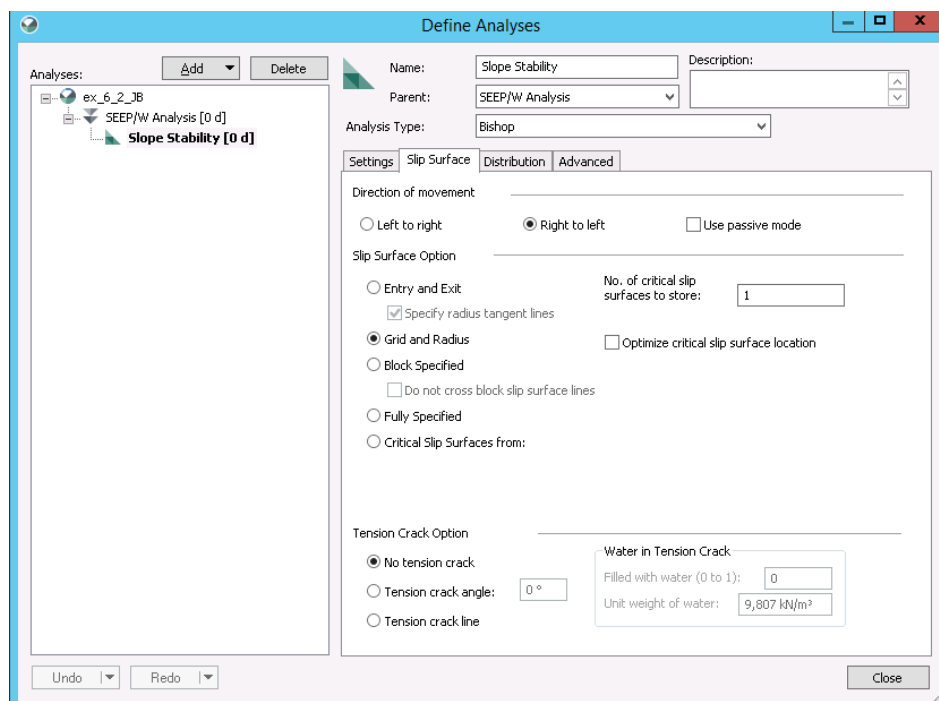 Define Analyses
Analyses:
Add
Delete
ex_6_2_JB
SEEP/W Analysis [0 d]
Slope Stability [0 d]
Name:
Slope Stability
Description:
Parent:
SEEP/W Analysis
Analysis Type:
Bishop
Settings
Slip Surface
Distribution
Advanced
Direction of movement
Left to right
Right to left
Use passive mode
Slip Surface Option
Entry and Exit
No. of critical slip
surfaces to store:
1
Specify radius tangent lines
Grid and Radius
Optimize critical slip surface location
Block Specified
Do not cross block slip surface lines
Fully Specified
Critical Slip Surfaces from:
Tension Crack Option
No tension crack
Tension crack angle:
0 °
Tension crack line
Water in Tension Crack
Filled with water (0 to 1):
0
Unit weight of water:
9,807 kN/m³
Undo
Redo
Close